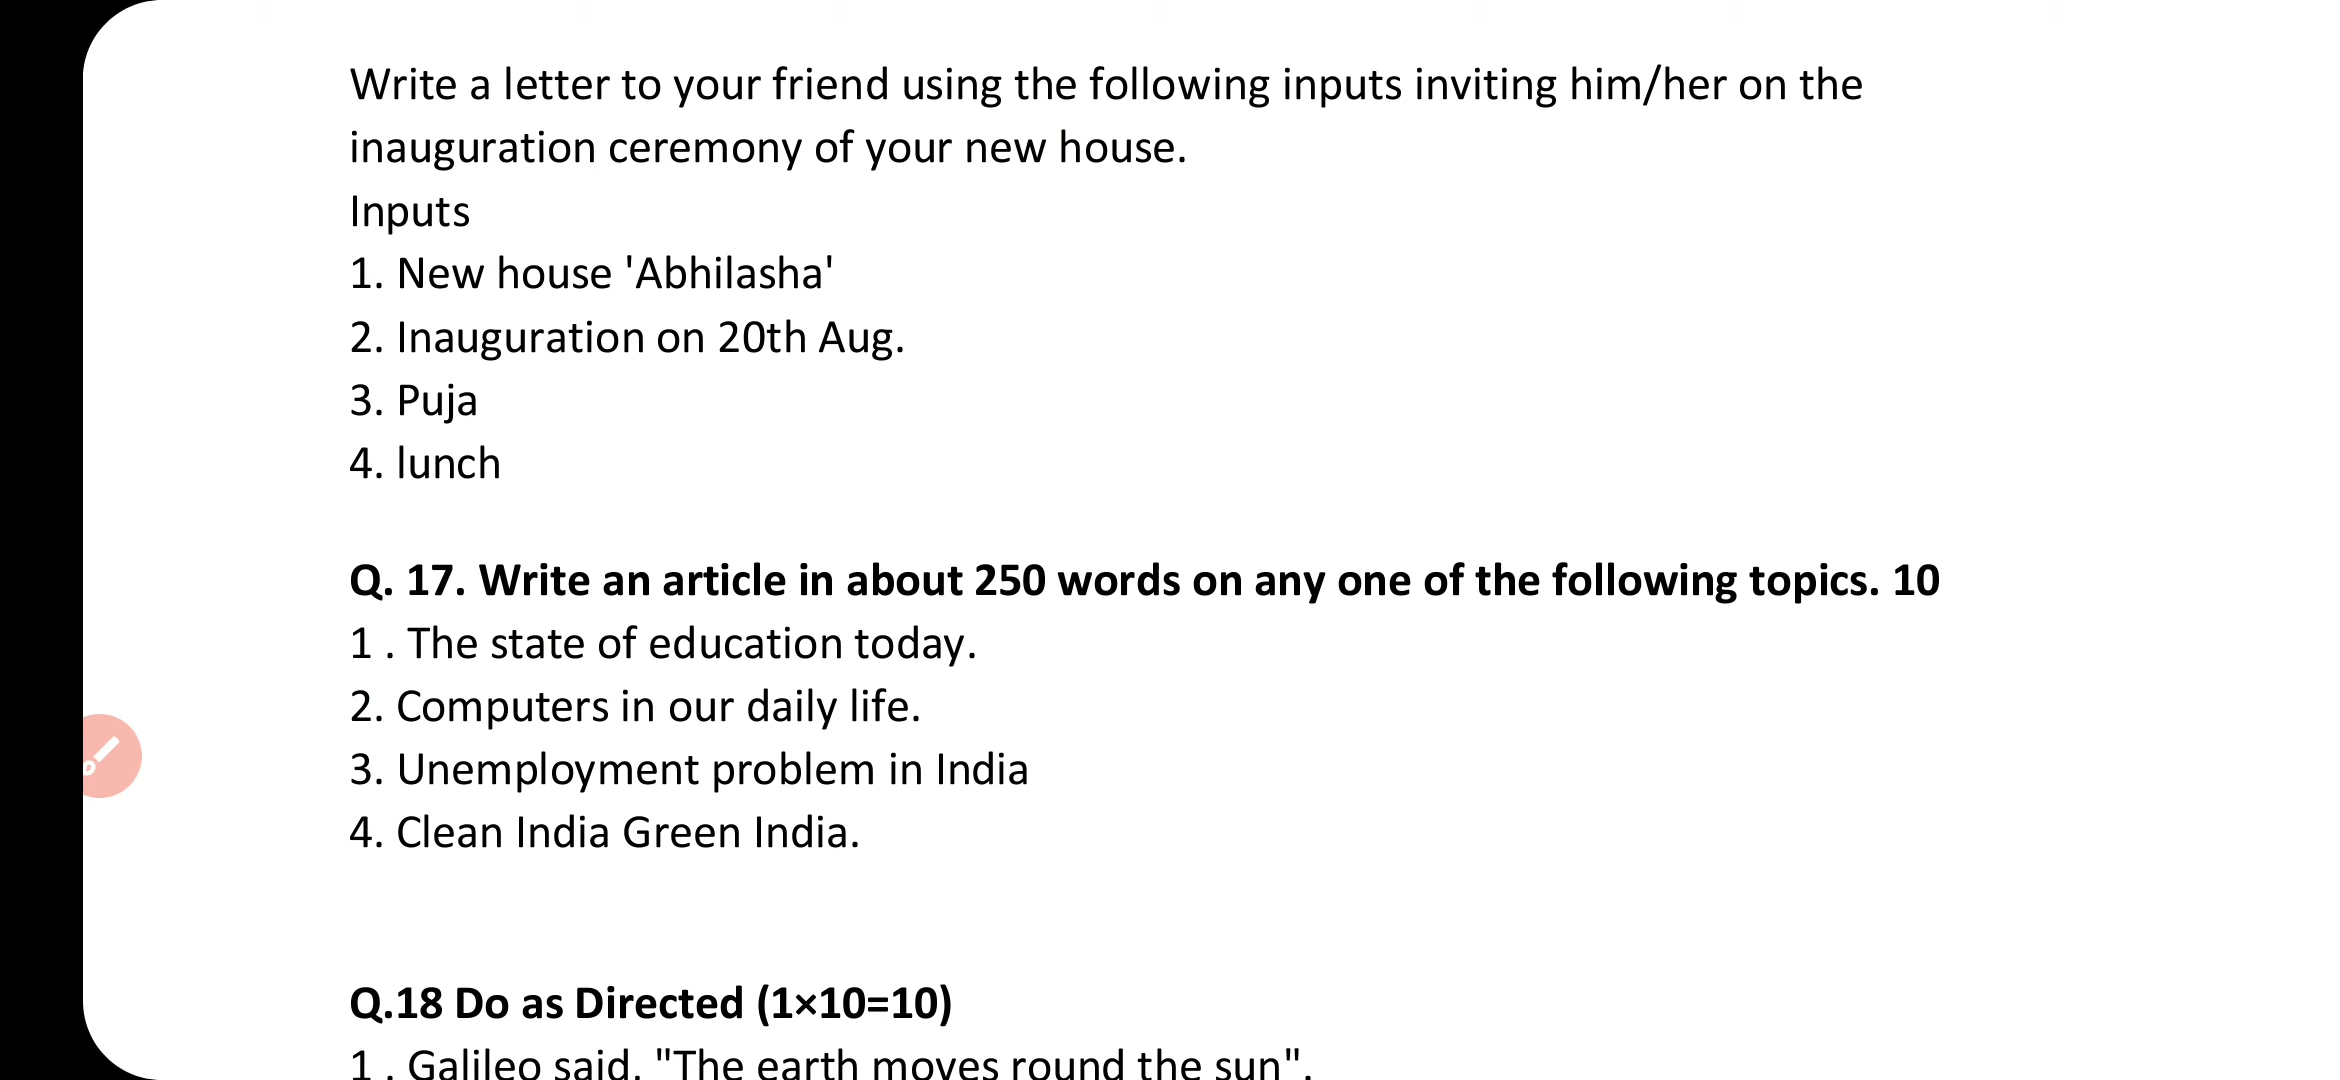 Write a letter to your friend using the following inputs inviting him/her on the
inauguration ceremony of your new house.
Inputs
1. New house 'Abhilasha'
2. Inauguration on 20th Aug.
3. Puja
4. lunch
Q. 17. Write an article in about 250 words on any one of the following topics. 10
1 . The state of education today.
2. Computers in our daily life.
3. Unemployment problem in India
4. Clean India Green India.
Q.18 Do as Directed (1×10=10)
1 . Galileo said. "The earth moves round the sun".